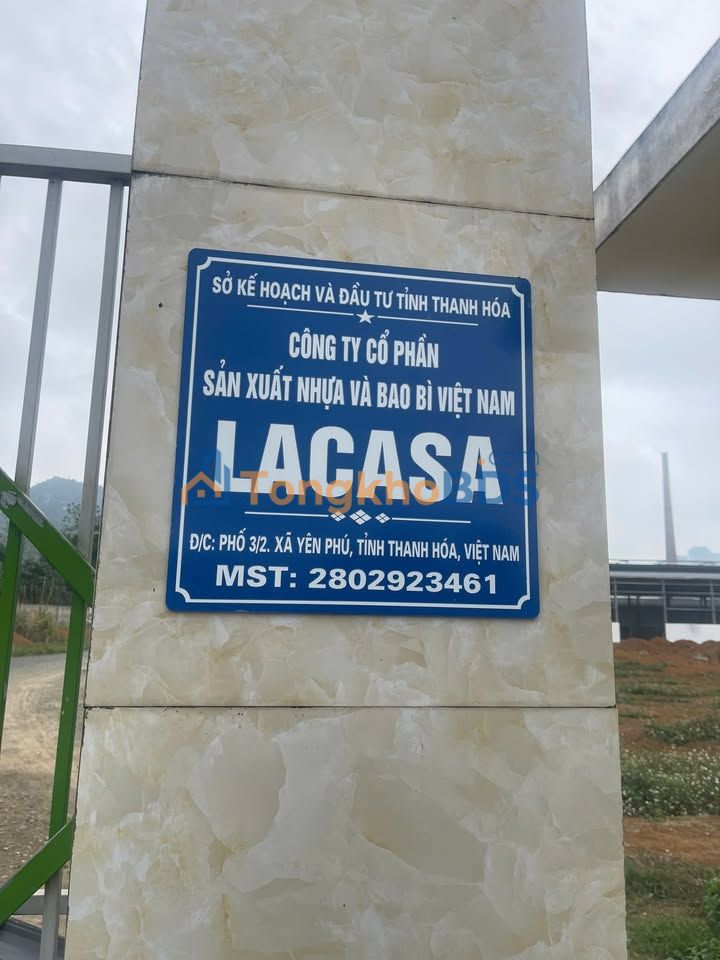 SỞ KẾ HOẠCH VÀ ĐẦU TƯ TỈNH THANH HÓA
CÔNG TY CỔ PHẦN
SẢN XUẤT NHỰA VÀ BAO BÌ VIỆT NAM
LACASA
TongkhoBDS.com
Đ/C: PHỐ 3/2. XÃ YÊN PHÚ, TỈNH THANH HÓA, VIỆT NAM
MST: 2802923461